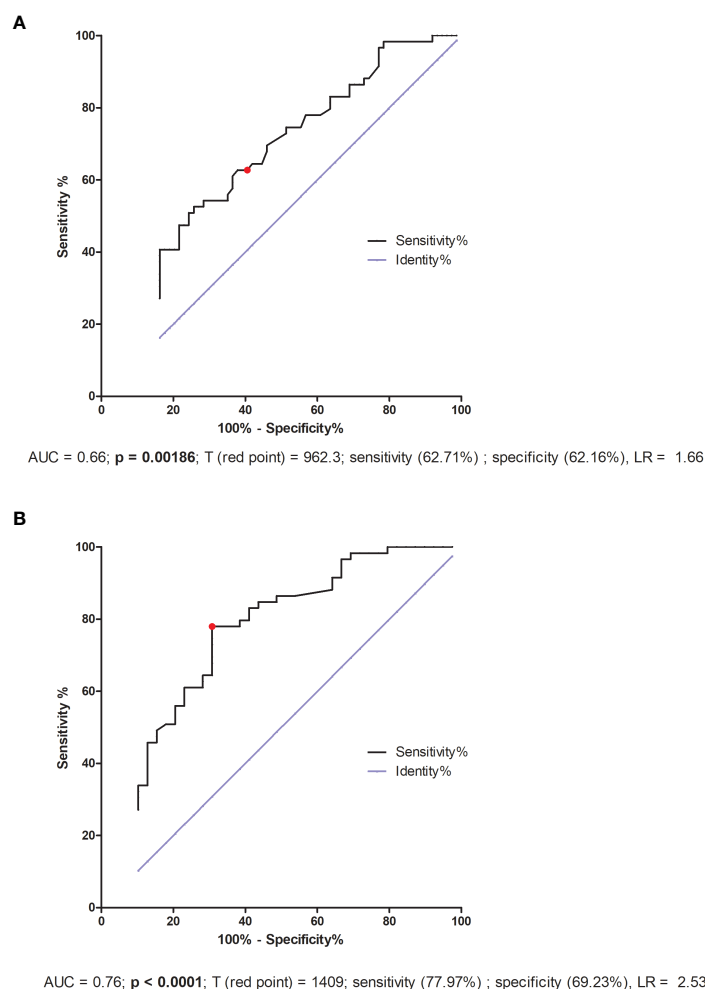 A
100
80
60
40
20
0
Sensitivity %
Sensitivity%
Identity%
0 20 40 60 80 100
100% - Specificity%
AUC = 0.66; p = 0.00186; T (red point) = 962.3; sensitivity (62.71%) ; specificity (62.16%), LR = 1.66
B
100
80
60
40
20
0
Sensitivity %
Sensitivity%
Identity%
0 20 40 60 80 100
100% - Specificity%
AUC = 0.76; p < 0.0001; T (red point) = 1409; sensitivity (77.97%) ; specificity (69.23%), LR = 2.53